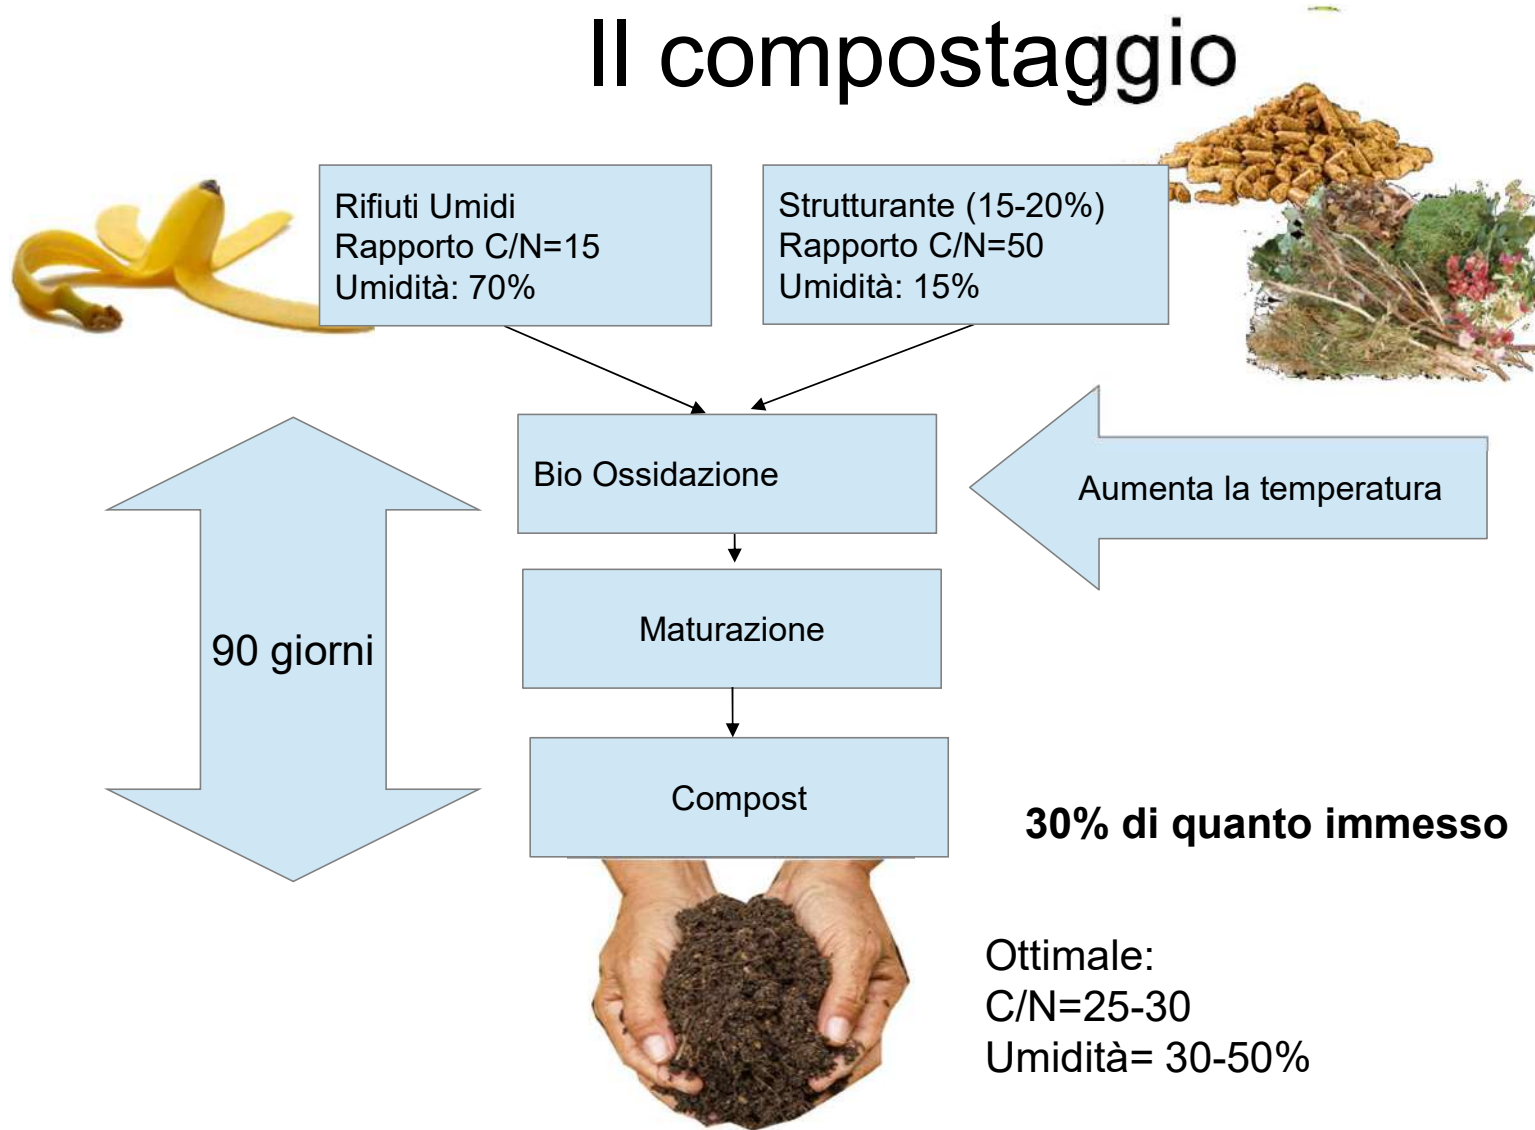 Il compostaggio
Rifiuti Umidi
Rapporto C/N=15
Umidità: 70%
Strutturante (15-20%)
Rapporto C/N=50
Umidità: 15%
Bio Ossidazione
Aumenta la temperatura
Maturazione
90 giorni
Compost
30% di quanto immesso
Ottimale:
C/N=25-30
Umidità= 30-50%